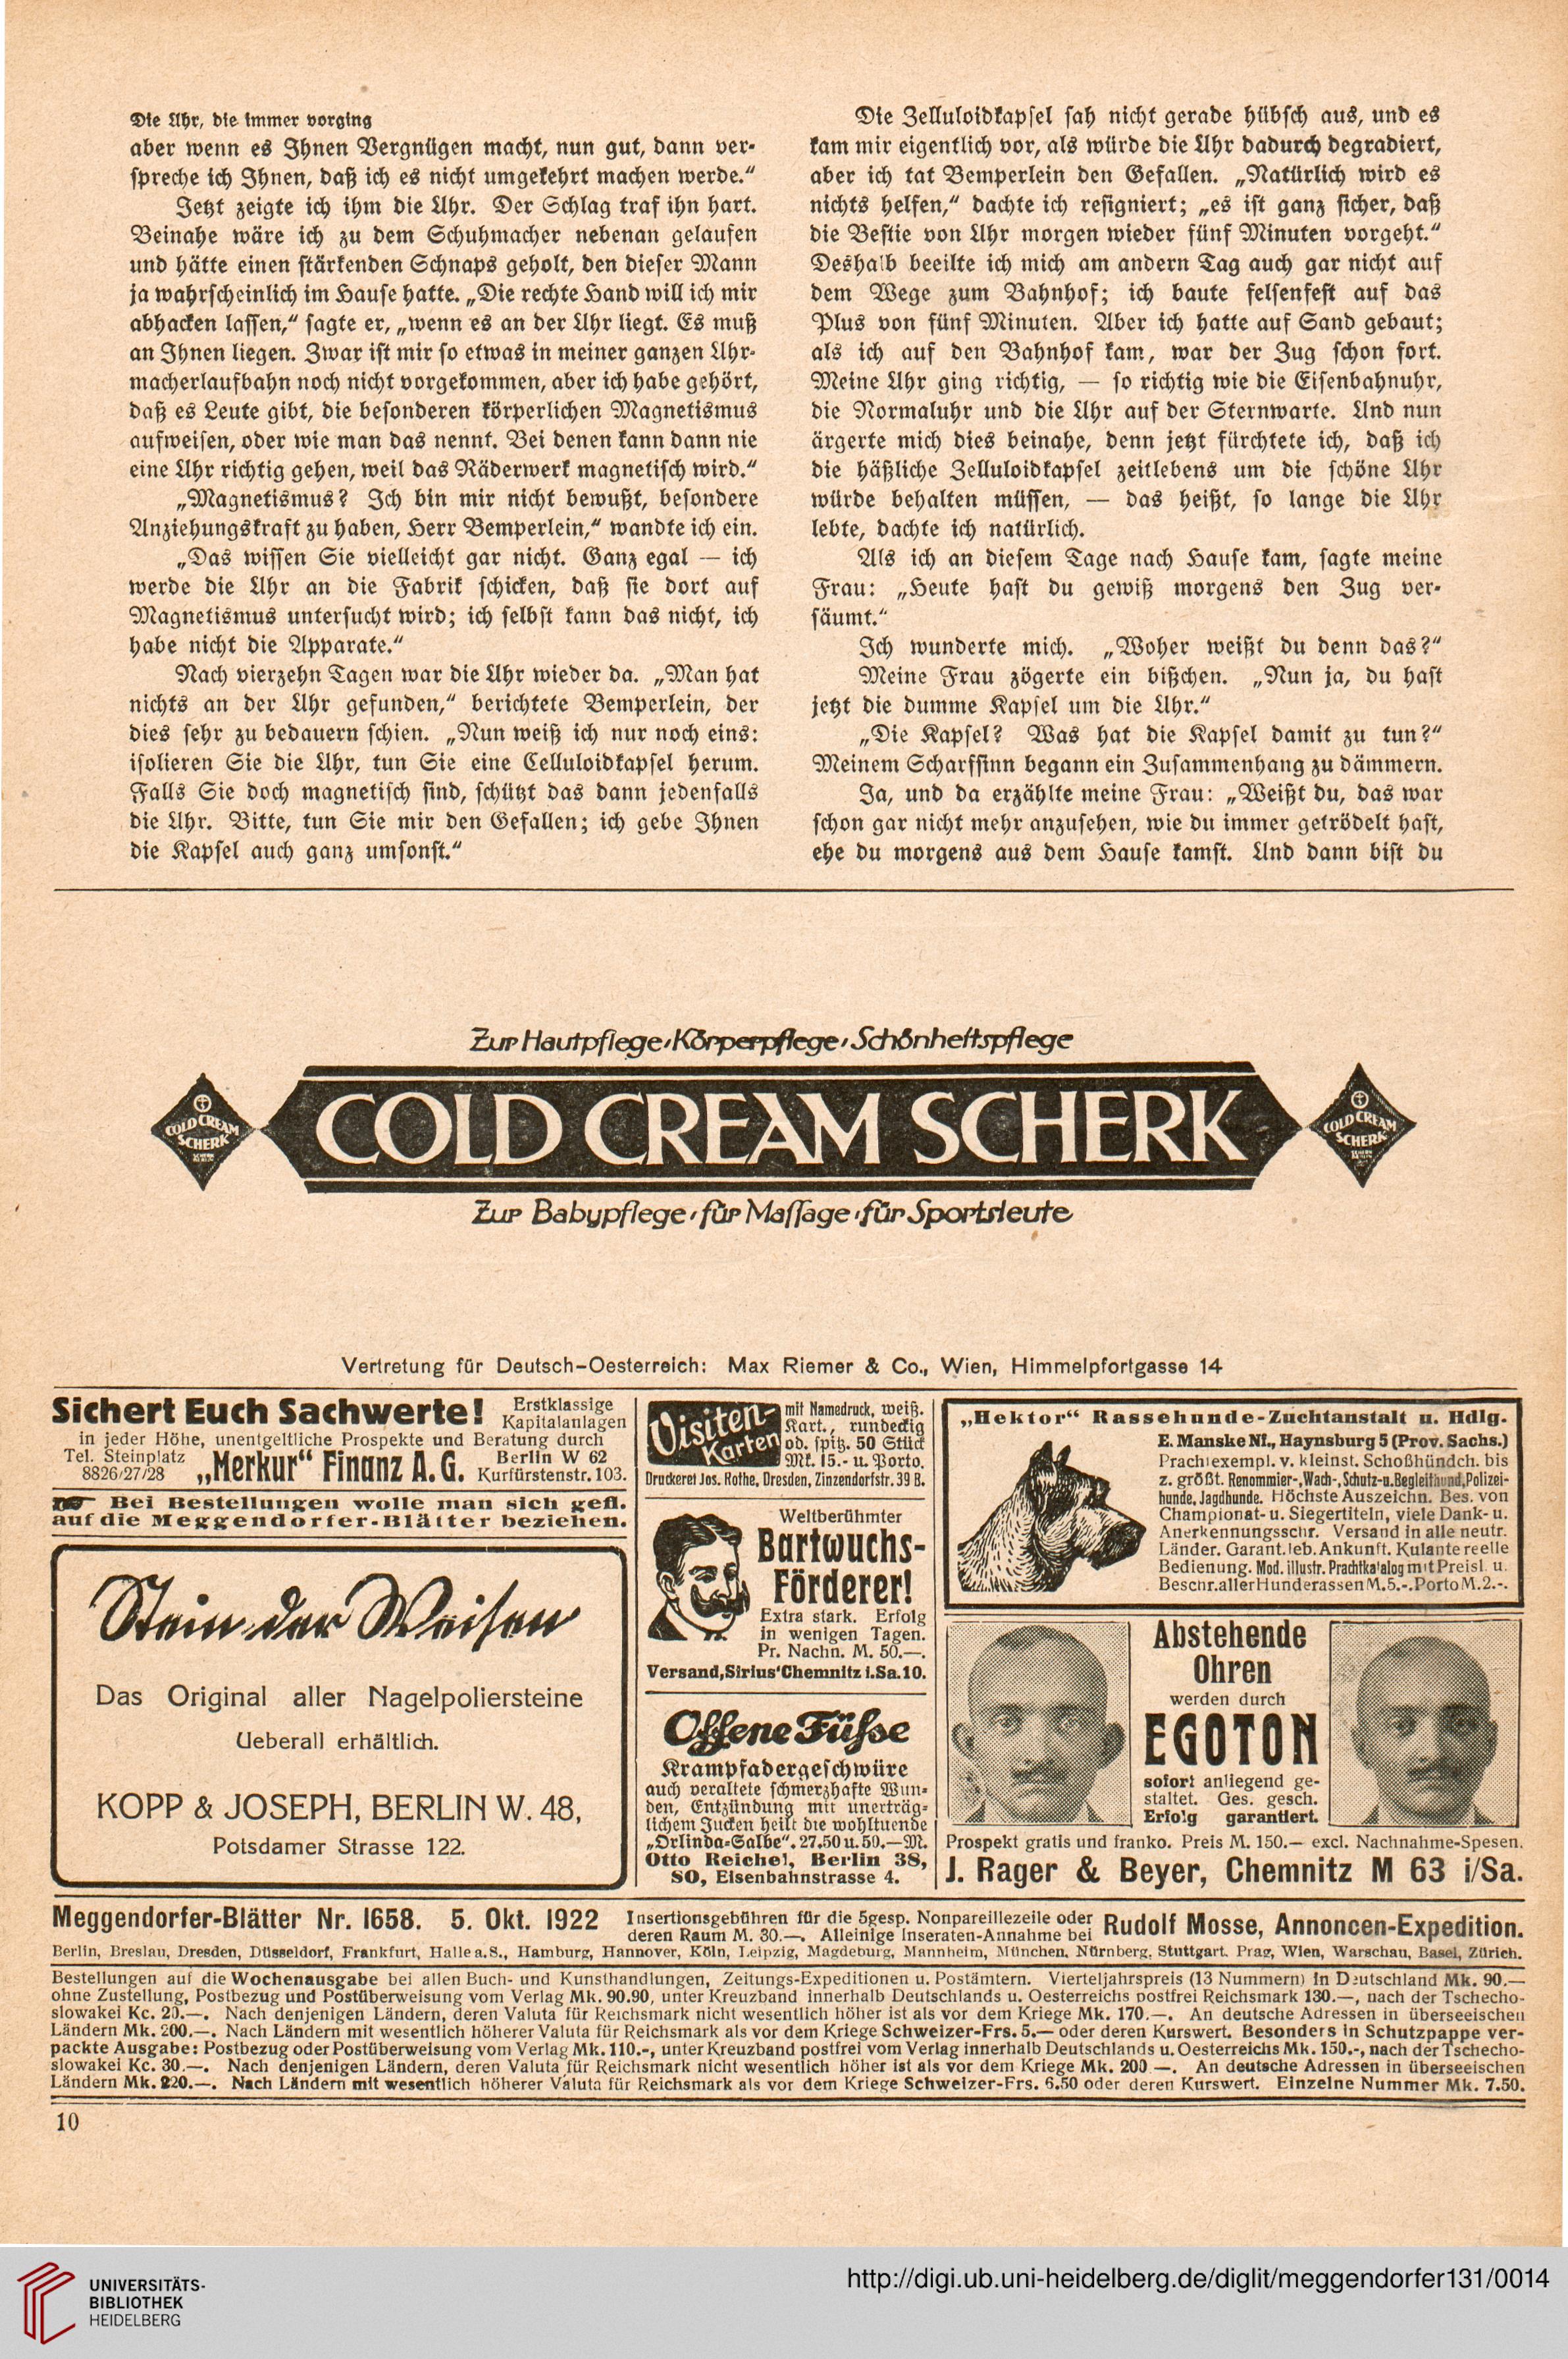 Die Uhr, die immer vorging
aber wenn es Ihnen Vergnügen macht, nun gut, dann ver-
spreche ich Ihnen, daß ich es nicht umgekehrt machen werde.“
Jetzt zeigte ich ihm die Uhr. Der Schlag traf ihn hart.
Beinahe wäre ich zu dem Schuhmacher nebenan gelaufen
und hätte einen stärkenden Schnaps geholt, den dieser Mann
ja wahrscheinlich im Hause hatte. „Die rechte Hand will ich mir
abhacken lassen,“ sagte er, „wenn es an der Uhr liegt. Es muß
an Ihnen liegen. Zwar ist mir so etwas in meiner ganzen Uhr-
macherlaufbahn noch nicht vorgekommen, aber ich habe gehört,
daß es Leute gibt, die besonderen körperlichen Magnetismus
aufweisen, oder wie man das nennt. Bei denen kann dann nie
eine Uhr richtig gehen, weil das Räderwerk magnetisch wird.“
„Magnetismus? Ich bin mir nicht bewußt, besondere
Anziehungskraft zu haben, Herr Bemperlein,“ wandte ich ein.
„Das wissen Sie vielleicht gar nicht. Ganz egal — ich
werde die Uhr an die Fabrik schicken, daß sie dort auf
Magnetismus untersucht wird; ich selbst kann das nicht, ich
habe nicht die Apparate.“
Nach vierzehn Tagen war die Uhr wieder da. „Man hat
nichts an der Uhr gefunden,“ berichtete Bemperlein, der
dies sehr zu bedauern schien. „Nun weiß ich nur noch eins:
isolieren Sie die Uhr, tun Sie eine Celluloidkapsel herum.
Falls Sie doch magnetisch sind, schützt das dann jedenfalls
die Uhr. Bitte, tun Sie mir den Gefallen; ich gebe Ihnen
die Kapsel auch ganz umsonst.“
Die Zelluloidkapsel sah nicht gerade hübsch aus, und es
kam mir eigentlich vor, als würde die Uhr dadurch degradiert,
aber ich tat Bemperlein den Gefallen. „Natürlich wird es
nichts helfen,“ dachte ich resigniert; „es ist ganz sicher, daß
die Bestie von Uhr morgen wieder fünf Minuten vorgeht.“
Deshalb beeilte ich mich am andern Tag auch gar nicht auf
dem Wege zum Bahnhof; ich baute felsenfest auf das
Plus von fünf Minuten. Aber ich hatte auf Sand gebaut;
als ich auf den Bahnhof kam, war der Zug schon fort.
Meine Uhr ging richtig, — so richtig wie die Eisenbahnuhr,
die Normaluhr und die Uhr auf der Sternwarte. Und nun
ärgerte mich dies beinahe, denn jetzt fürchtete ich, daß ich
die häßliche Zelluloidkapsel zeitlebens um die schöne Uhr
würde behalten müssen, — das heißt, so lange die Uhr
lebte, dachte ich natürlich.
Als ich an diesem Tage nach Hause kam, sagte meine
Frau: „Heute hast du gewiß morgens den Zug ver-
säumt.“
Ich wunderte mich. „Woher weißt du denn das?“
Meine Frau zögerte ein bißchen. „Nun ja, du hast
jetzt die dumme Kapsel um die Uhr.“
„Die Kapsel? Was hat die Kapsel damit zu tun?“
Meinem Scharfsinn begann ein Zusammenhang zu dämmern.
Ja, und da erzählte meine Frau: „Weißt du, das war
schon gar nicht mehr anzusehen, wie du immer getrödelt hast,
ehe du morgens aus dem Hause kamst. Und dann bist du
Zur Hautpflege, Körperpflege, Schönheitspflege
COLD CREAM SCHERK
COLD CREAM SCHERK
COLD CREAM SCHERK
Zur Babypflege, für Massage, für Sportsleute
Vertretung für Deutsch-Oesterreich: Max Riemer & Co., Wien, Himmelpfortgasse 14
Sichert Euch Sachwerte! Erstklassige Kapitalanlagen
in jeder Höhe, unentgeltliche Prospekte und Beratung durch
Tel. Steinplatz 8826/27/28 „Merkur“ Finanz A. G. Berlin W 62 Kurfürstenstr. 103.
Bei Bestellungen wolle man sich gefl.
auf die Meggendorfer-Blätter beziehen.
Stein der Weisen
Das Original aller Nagelpoliersteine
Ueberall erhältlich.
KOPP & JOSEPH, BERLIN W. 48,
Potsdamer Strasse 122.
Visiten-Karten
mit Namedruck, weiß.
Kart., rundeckig
od. spitz. 50 Stück
Mk. 15.- u. Porto.
Druckerei Jos. Rothe, Dresden, Zinzendorfstr. 39 B.
Weltberühmter
Bartwuchs-
Förderer!
Extra stark. Erfolg
in wenigen Tagen.
Pr. Nachn. M. 50.—.
Versand „Sirius‘ Chemnitz i. Sa. 10.
Offene Füsse
Krampfadergeschwüre
auch veraltete schmerzhafte Wun-
den, Entzündung mit unerträg-
lichem Jucken heilt die wohltuende
„Orlinda-Salbe“. 27.50 u. 50.—M.
Otto Reichel, Berlin 38,
SO, Eisenbahnstrasse 4.
„Hektor“ Rassehunde-Zuchtanstalt u. Hdlg.
E. Manske Nf., Haynsburg 5 (Prov. Sachs.)
Prachtexempl. v. kleinst. Schoßhündch. bis
z. größt. Renommier-, Wach-, Schutz- u. Begleithund, Polizei-
hunde, Jagdhunde. Höchste Auszeichn. Bes. von
Championat- u. Siegertiteln, viele Dank- u.
Anerkennungsschr. Versand in alle neutr.
Länder. Garant. leb. Ankunft. Kulante reelle
Bedienung. Mod. illustr. Prachtkatalog mit Preisl. u.
Beschr. aller Hunderassen M. 5.-. Porto M. 2.-.
Abstehende
Ohren
werden durch
EGOTON
sofort anliegend ge-
staltet. Ges. gesch.
Erfolg garantiert.
Prospekt gratis und franko. Preis M. 150.— excl. Nachnahme-Spesen.
J. Rager & Beyer, Chemnitz M 63 i/Sa.
Meggendorfer-Blätter Nr. 1658. 5. Okt. 1922
Insertionsgebühren für die 5gesp. Nonpareillezeile oder
deren Raum M. 30.—. Alleinige Inseraten-Annahme bei
Rudolf Mosse, Annoncen-Expedition.
Berlin, Breslau, Dresden, Düsseldorf, Frankfurt, Halle a. S., Hamburg, Hannover, Köln, Leipzig, Magdeburg, Mannheim, München, Nürnberg, Stuttgart, Prag, Wien, Warschau, Basel, Zürich.
Bestellungen auf die Wochenausgabe bei allen Buch- und Kunsthandlungen, Zeitungs-Expeditionen u. Postämtern. Vierteljahrspreis (13 Nummern) in Deutschland Mk. 90.—
ohne Zustellung, Postbezug und Postüberweisung vom Verlag Mk. 90.90, unter Kreuzband innerhalb Deutschlands u. Oesterreichs postfrei Reichsmark 130.—, nach der Tschecho-
slowakei Kc. 20.—. Nach denjenigen Ländern, deren Valuta für Reichsmark nicht wesentlich höher ist als vor dem Kriege Mk. 170.—. An deutsche Adressen in überseeischen
Ländern Mk. 200.—. Nach Ländern mit wesentlich höherer Valuta für Reichsmark als vor dem Kriege Schweizer-Frs. 5.— oder deren Kurswert. Besonders in Schutzpappe ver-
packte Ausgabe: Postbezug oder Postüberweisung vom Verlag Mk. 110.-, unter Kreuzband postfrei vom Verlag innerhalb Deutschlands u. Oesterreichs Mk. 150.-, nach der Tschecho-
slowakei Kc. 30.—. Nach denjenigen Ländern, deren Valuta für Reichsmark nicht wesentlich höher ist als vor dem Kriege Mk. 200.—. An deutsche Adressen in überseeischen
Ländern Mk. 220.—. Nach Ländern mit wesentlich höherer Valuta für Reichsmark als vor dem Kriege Schweizer-Frs. 6.50 oder deren Kurswert. Einzelne Nummer Mk. 7.50.
10
UNIVERSITÄTS-
BIBLIOTHEK
HEIDELBERG
http://digi.ub.uni-heidelberg.de/diglit/meggendorfer131/0014